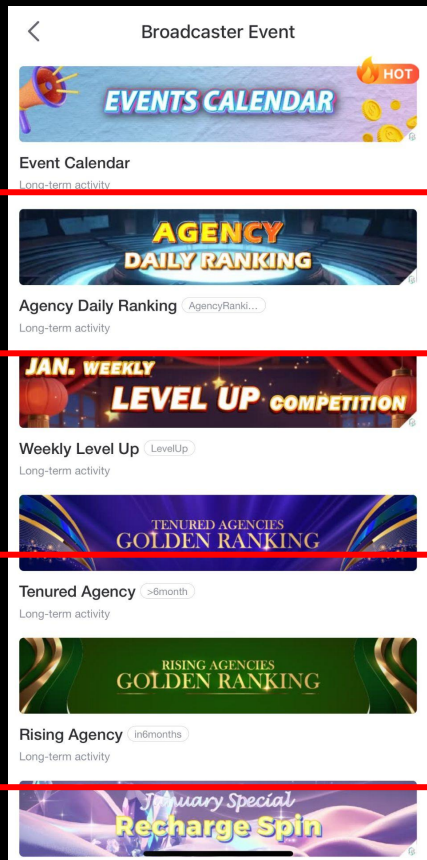 Broadcaster Event
HOT
EVENTS CALENDAR
Event Calendar
Long-term activity
AGENCY
DAILY RANKING
Agency Daily Ranking AgencyRanki...
Long-term activity
JAN. WEEKLY
LEVEL UP COMPETITION
Weekly Level Up LevelUp
Long-term activity
TENURED AGENCIES
GOLDEN RANKING
Tenured Agency >6month
Long-term activity
RISING AGENCIES
GOLDEN RANKING
Rising Agency in6months
Long-term activity
January Special
Recharge Spin